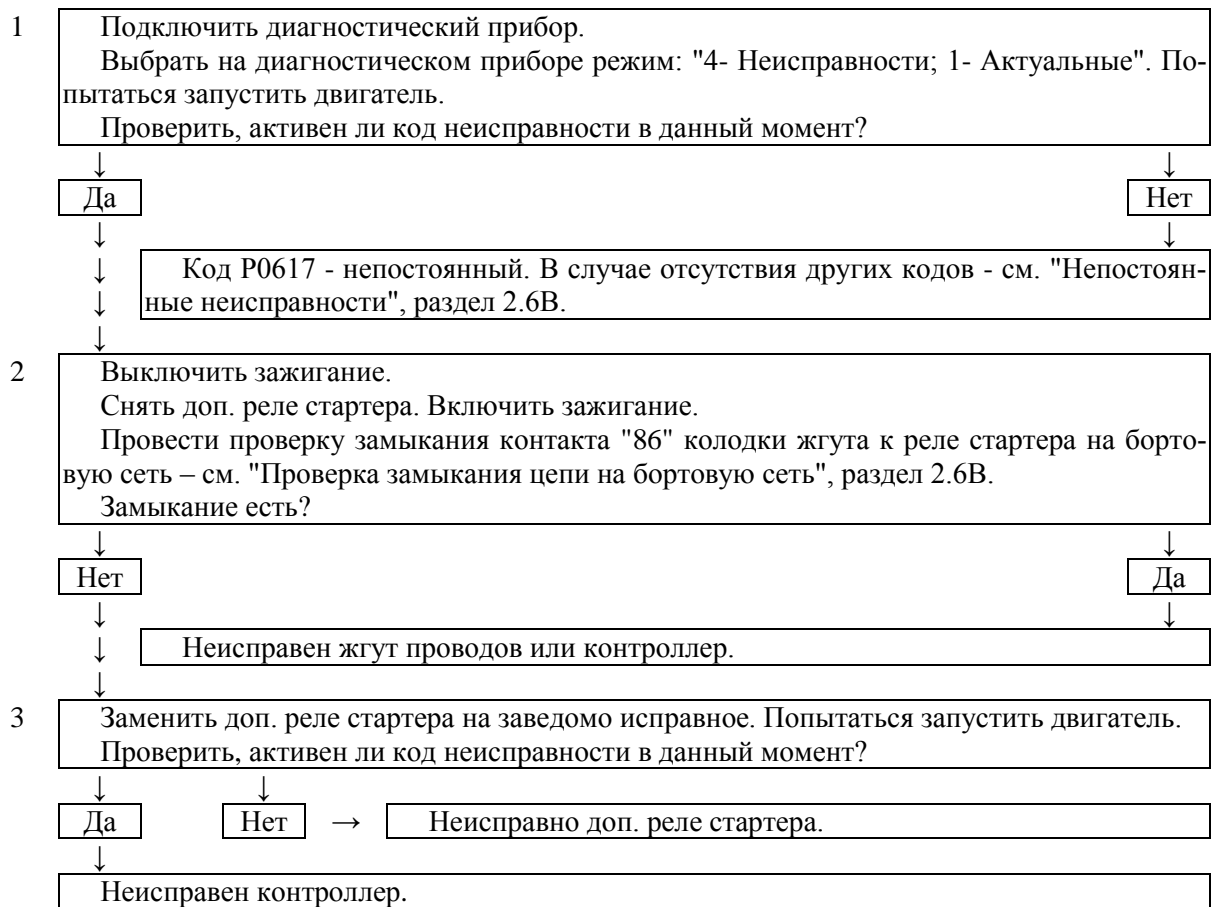 1
Подключить диагностический прибор.
Выбрать на диагностическом приборе режим: "4- Неисправности; 1- Актуальные". По-
пытаться запустить двигатель.
Проверить, активен ли код неисправности в данный момент?
↓ ↓
Да Нет
↓ ↓
↓ Код Р0617 - непостоянный. В случае отсутствия других кодов - см. "Непостоян-
↓ ные неисправности", раздел 2.6В.
↓
2
Выключить зажигание.
Снять доп. реле стартера. Включить зажигание.
Провести проверку замыкания контакта "86" колодки жгута к реле стартера на борто-
вую сеть – см. "Проверка замыкания цепи на бортовую сеть", раздел 2.6В.
Замыкание есть?
↓ ↓
Нет Да
↓ ↓
↓ Неисправен жгут проводов или контроллер.
↓
3
Заменить доп. реле стартера на заведомо исправное. Попытаться запустить двигатель.
Проверить, активен ли код неисправности в данный момент?
↓ ↓
Да Нет → Неисправно доп. реле стартера.
↓
Неисправен контроллер.